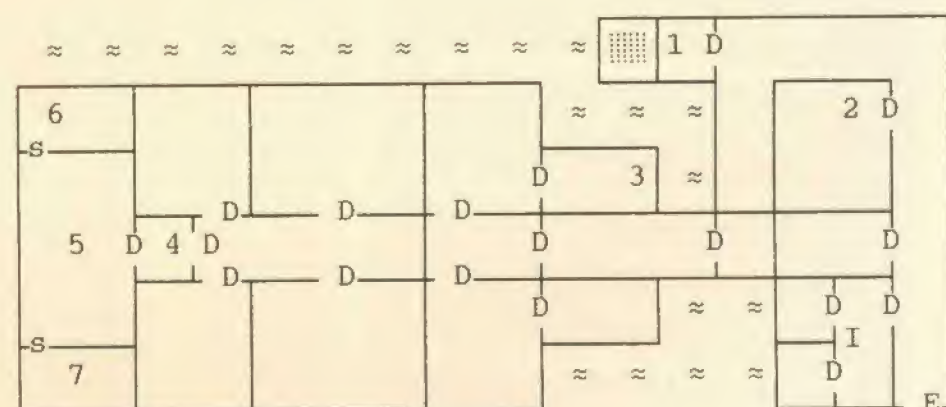 ≈ ≈ ≈ ≈ ≈ ≈ ≈ ≈ ≈ ≈ 1 D
6 ≈ ≈ ≈ 2 D
S
D 3 ≈
D D D
5 D 4 D D D D
D D D
D ≈ ≈ D D
S I
7 ≈ ≈ ≈ ≈ D